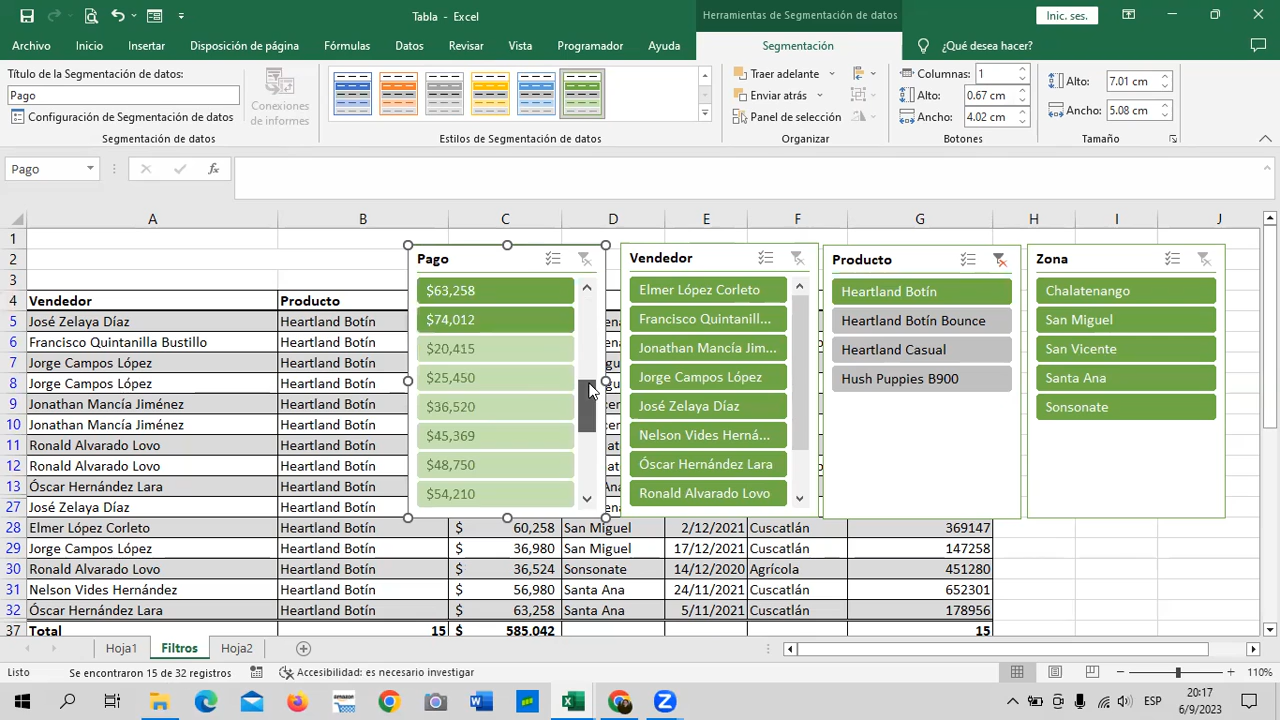 Tabla - Excel
Herramientas de Segmentación de datos
Inic. ses.
Archivo Inicio Insertar Disposición de página Fórmulas Datos Revisar Vista Programador Ayuda Segmentación ¿Qué desea hacer?
Título de la Segmentación de datos:
Pago
Configuración de Segmentación de datos
Segmentación de datos
Conexiones de informes
Estilos de Segmentación de datos
Traer adelante
Enviar atrás
Panel de selección
Organizar
Columnas: 1
Alto: 0.67 cm
Ancho: 4.02 cm
Botones
Alto: 7.01 cm
Ancho: 5.08 cm
Tamaño
Pago
fx
A B C D E F G H I J
1
2
3
4 Vendedor Producto
5 José Zelaya Díaz Heartland Botín
6 Francisco Quintanilla Bustillo Heartland Botín
7 Jorge Campos López Heartland Botín
8 Jorge Campos López Heartland Botín
9 Jonathan Mancía Jiménez Heartland Botín
10 Jonathan Mancía Jiménez Heartland Botín
11 Ronald Alvarado Lovo Heartland Botín
12 Ronald Alvarado Lovo Heartland Botín
13 Óscar Hernández Lara Heartland Botín
27 José Zelaya Díaz Heartland Botín
28 Elmer López Corleto Heartland Botín $ 60,258 San Miguel 2/12/2021 Cuscatlán 369147
29 Jorge Campos López Heartland Botín $ 36,980 San Miguel 17/12/2021 Cuscatlán 147258
30 Ronald Alvarado Lovo Heartland Botín $ 36,524 Sonsonate 14/12/2020 Agrícola 451280
31 Nelson Vides Hernández Heartland Botín $ 56,980 Santa Ana 24/11/2021 Cuscatlán 652301
32 Óscar Hernández Lara Heartland Botín $ 63,258 Santa Ana 5/11/2021 Cuscatlán 178956
37 Total 15 $ 585,042 15
Pago
$63,258
$74,012
$20,415
$25,450
$36,520
$45,369
$48,750
$54,210
Vendedor
Elmer López Corleto
Francisco Quintanill...
Jonathan Mancía Jim...
Jorge Campos López
José Zelaya Díaz
Nelson Vides Herná...
Óscar Hernández Lara
Ronald Alvarado Lovo
Producto
Heartland Botín
Heartland Botín Bounce
Heartland Casual
Hush Puppies B900
Zona
Chalatenango
San Miguel
San Vicente
Santa Ana
Sonsonate
Hoja1 Filtros Hoja2
Listo Se encontraron 15 de 32 registros Accesibilidad: es necesario investigar 110%
ESP
20:17
6/9/2023